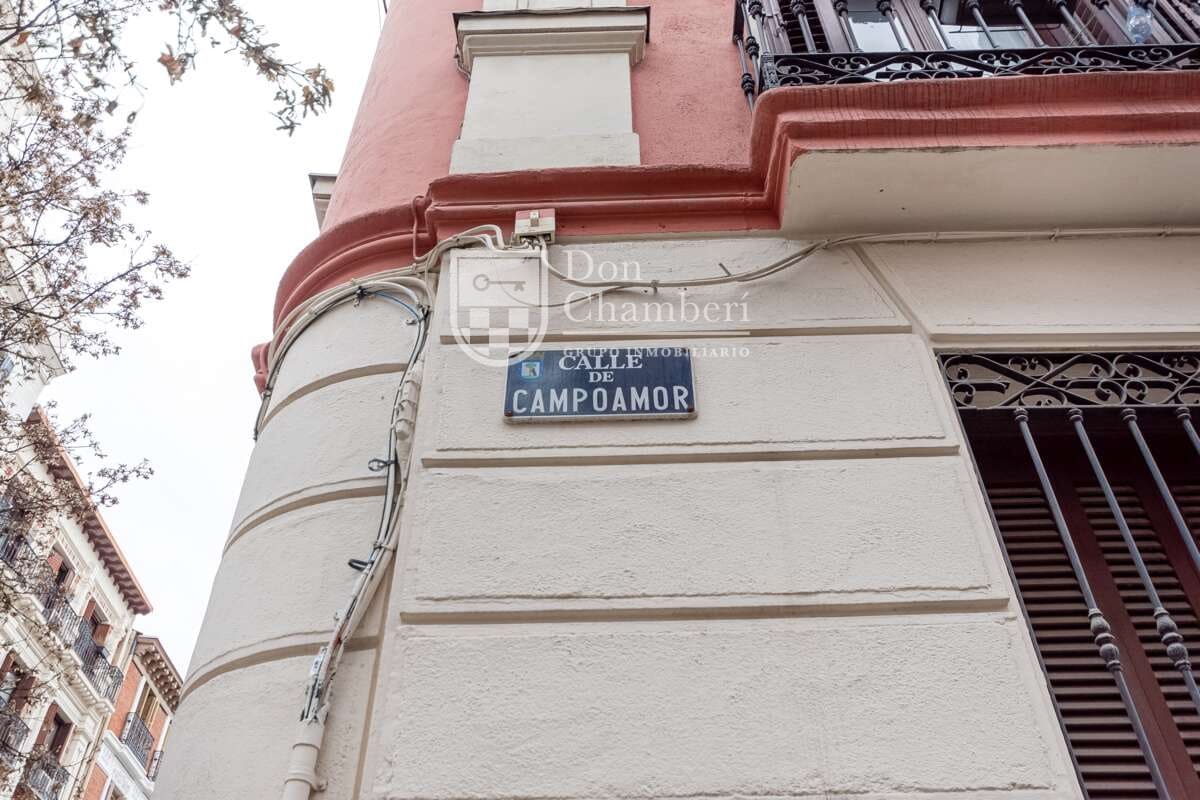 Don
Chamberí
GRUPO INMOBILIARIO
CALLE
DE
CAMPOAMOR